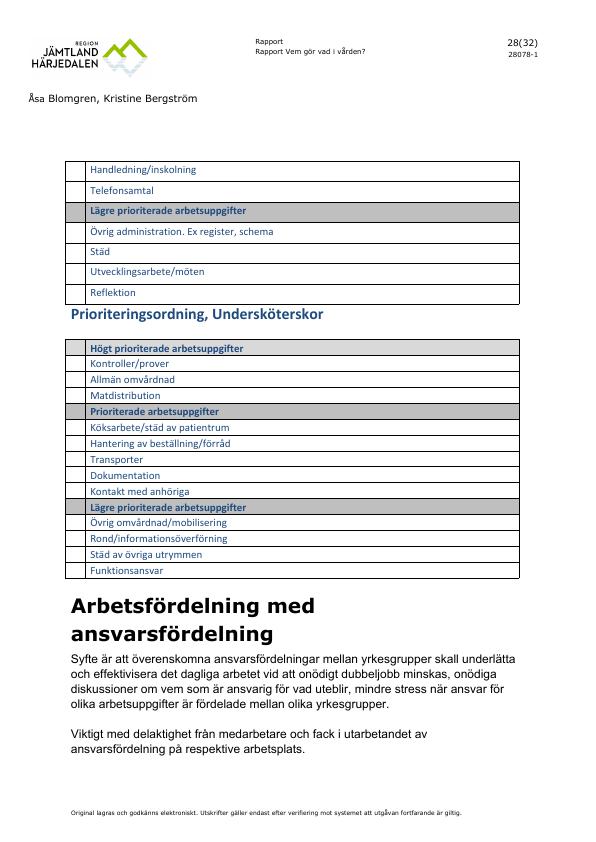 REGION
JÄMTLAND
HÄRJEDALEN
Rapport
Rapport Vem gör vad i vården?
28(32)
28078-1
Åsa Blomgren, Kristine Bergström
Handledning/inskolning
Telefonsamtal
Lägre prioriterade arbetsuppgifter
Övrig administration. Ex register, schema
Städ
Utvecklingsarbete/möten
Reflektion
Prioriteringsordning, Undersköterskor
Högt prioriterade arbetsuppgifter
Kontroller/prover
Allmän omvårdnad
Matdistribution
Prioriterade arbetsuppgifter
Köksarbete/städ av patientrum
Hantering av beställning/förråd
Transporter
Dokumentation
Kontakt med anhöriga
Lägre prioriterade arbetsuppgifter
Övrig omvårdnad/mobilisering
Rond/informationsöverförning
Städ av övriga utrymmen
Funktionsansvar
Arbetsfördelning med
ansvarsfördelning
Syfte är att överenskomna ansvarsfördelningar mellan yrkesgrupper skall underlätta
och effektivisera det dagliga arbetet vid att onödigt dubbeljobb minskas, onödiga
diskussioner om vem som är ansvarig för vad uteblir, mindre stress när ansvar för
olika arbetsuppgifter är fördelade mellan olika yrkesgrupper.
Viktigt med delaktighet från medarbetare och fack i utarbetandet av
ansvarsfördelning på respektive arbetsplats.
Original lagras och godkänns elektroniskt. Utskrifter gäller endast efter verifiering mot systemet att utgåvan fortfarande är giltig.